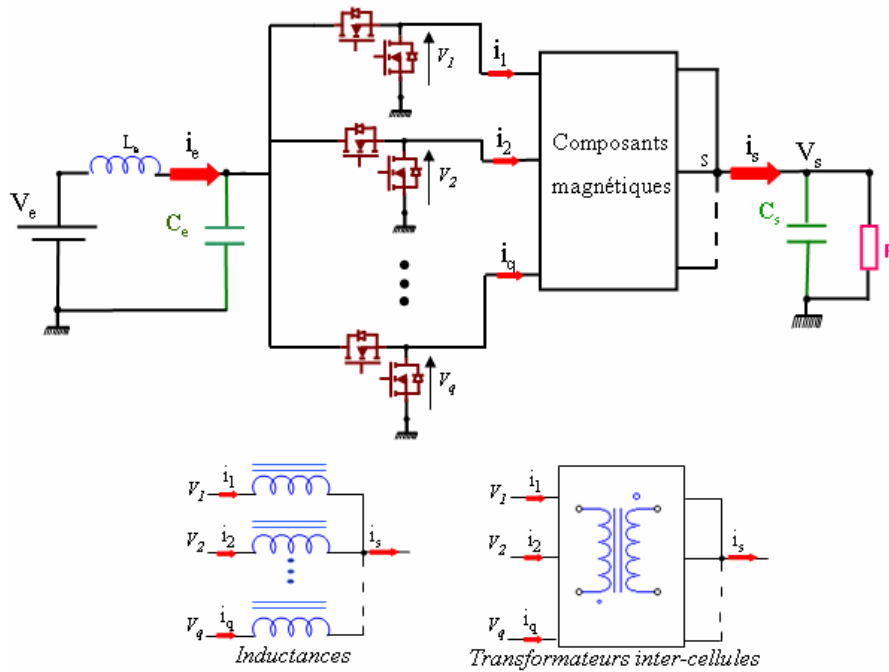 V1
i1
Le
ie
i2
Composants
magnétiques
S
is
Vs
Ve
Ce
V2
Cs
iq
Vq
V1
i1
V2
i2
is
Vq
iq
Inductances
V1
i1
V2
i2
is
Vq
iq
Transformateurs inter-cellules